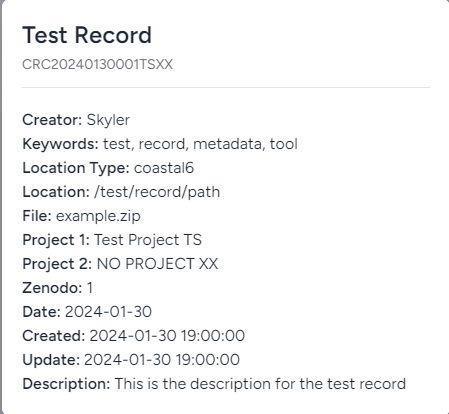 Test Record
CRC20240130001TSXX
Creator: Skyler
Keywords: test, record, metadata, tool
Location Type: coastal6
Location: /test/record/path
File: example.zip
Project 1: Test Project TS
Project 2: NO PROJECT XX
Zenodo: 1
Date: 2024-01-30
Created: 2024-01-30 19:00:00
Update: 2024-01-30 19:00:00
Description: This is the description for the test record